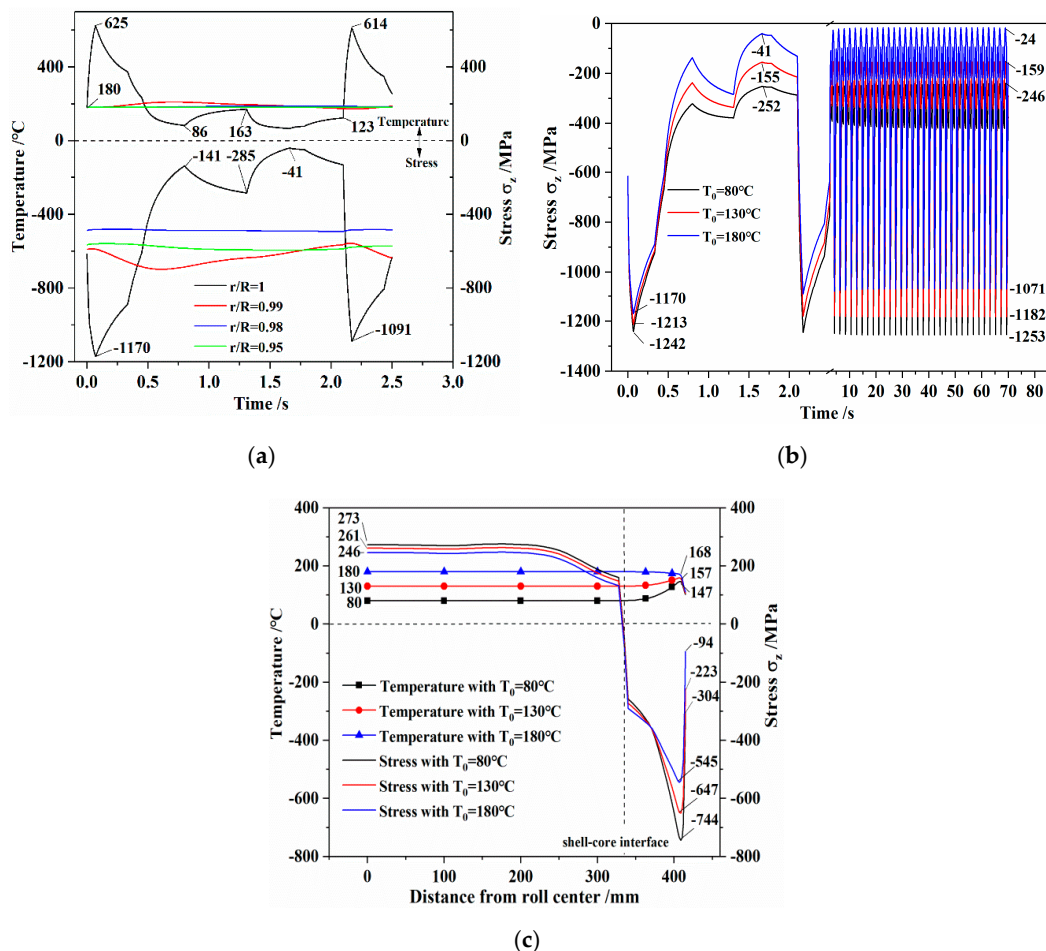 625
614
400
400
180
Temperature
86
163
123
0
0
Stress
-141
-285
-41
-400
-400
r/R=1
r/R=0.99
r/R=0.98
r/R=0.95
-800
-800
-1170
-1091
-1200
-1200
0.0 0.5 1.0 1.5 2.0 2.5 3.0
Time /s
Temperature /°C
Stress σz /MPa
(a)
0
-200
-400
-600
-800
-1000
-1200
-1400
-41
-155
-252
-24
-159
-246
T0=80°C
T0=130°C
T0=180°C
-1170
-1213
-1242
-1071
-1182
-1253
0.0 0.5 1.0 1.5 2.0 10 20 30 40 50 60 70 80
Time /s
Stress σz /MPa
(b)
400
400
273
261
246
200
200
180
130
80
168
157
147
0
0
-94
-223
-304
-200
-200
Temperature with T0=80°C
Temperature with T0=130°C
Temperature with T0=180°C
Stress with T0=80°C
Stress with T0=130°C
Stress with T0=180°C
-400
-400
-545
-647
-744
-600
-600
shell-core interface
-800
-800
0 100 200 300 400
Distance from roll center /mm
Temperature /°C
Stress σz /MPa
(c)